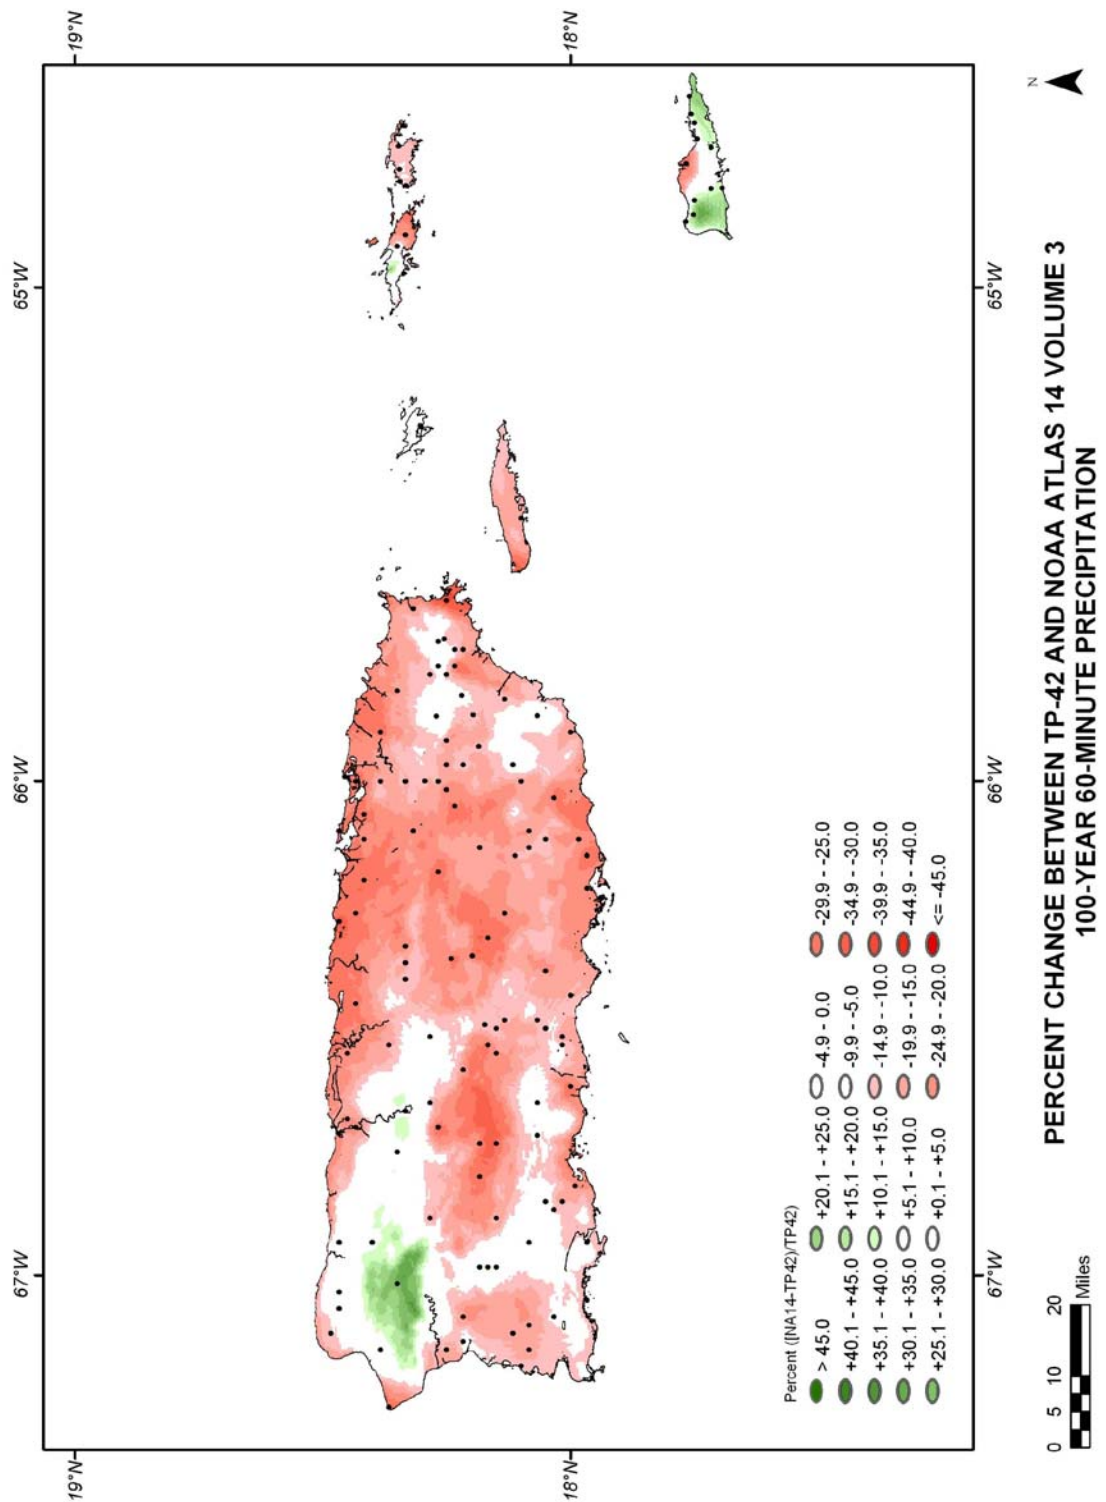 67°W
66°W
65°W
19°N
19°N
18°N
18°N
67°W
66°W
65°W
Percent ([NA14-TP42)/TP42)
> 45.0
+40.1 - +45.0
+35.1 - +40.0
+30.1 - +35.0
+25.1 - +30.0
+20.1 - +25.0
+15.1 - +20.0
+10.1 - +15.0
+5.1 - +10.0
+0.1 - +5.0
-4.9 - 0.0
-9.9 - -5.0
-14.9 - -10.0
-19.9 - -15.0
-24.9 - -20.0
-29.9 - -25.0
-34.9 - -30.0
-39.9 - -35.0
-44.9 - -40.0
<= -45.0
0 5 10 20
Miles
PERCENT CHANGE BETWEEN TP-42 AND NOAA ATLAS 14 VOLUME 3
100-YEAR 60-MINUTE PRECIPITATION
N